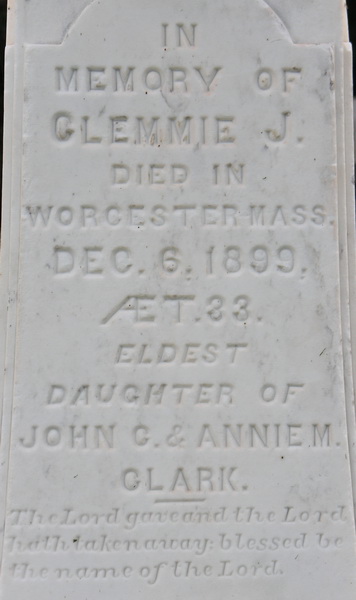 IN
MEMORY OF
CLEMMIE J.
DIED IN
WORCESTER MASS.
DEC. 6, 1899,
ÆT. 33.
ELDEST
DAUGHTER OF
JOHN C. & ANNIE M.
CLARK.
The Lord gave and the Lord
hath taken away: blessed be
the name of the Lord.